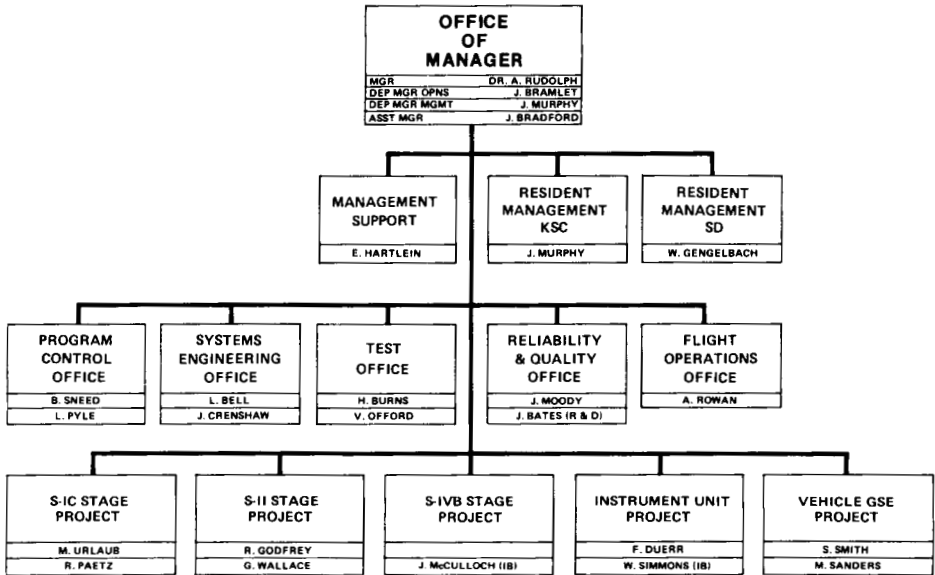 OFFICE
OF
MANAGER
MGR DR. A. RUDOLPH
DEP MGR OPNS J. BRAMLET
DEP MGR MGMT J. MURPHY
ASST MGR J. BRADFORD
MANAGEMENT
SUPPORT
E. HARTLEIN
RESIDENT
MANAGEMENT
KSC
J. MURPHY
RESIDENT
MANAGEMENT
SD
W. GENGELBACH
PROGRAM
CONTROL
OFFICE
B. SNEED
L. PYLE
SYSTEMS
ENGINEERING
OFFICE
L. BELL
J. CRENSHAW
TEST
OFFICE
H. BURNS
V. OFFORD
RELIABILITY
& QUALITY
OFFICE
J. MOODY
J. BATES (R & D)
FLIGHT
OPERATIONS
OFFICE
A. ROWAN
S-IC STAGE
PROJECT
M. URLAUB
R. PAETZ
S-II STAGE
PROJECT
R. GODFREY
G. WALLACE
S-IVB STAGE
PROJECT
J. McCULLOCH (IB)
INSTRUMENT UNIT
PROJECT
F. DUERR
W. SIMMONS (IB)
VEHICLE GSE
PROJECT
S. SMITH
M. SANDERS